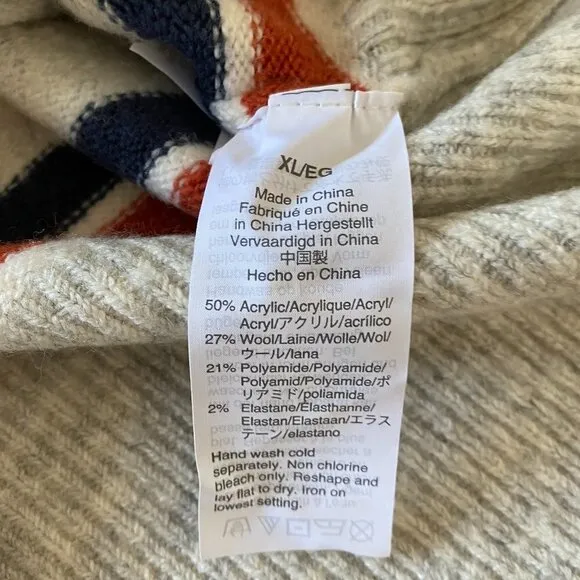 XL/EG
Made in China
Fabriqué en Chine
in China Hergestellt
Vervaardigd in China
中国製
Hecho en China
50% Acrylic/Acrylique/Acryl/
Acryl/アクリル/acrílico
27% Wool/Laine/Wolle/Wol/
ウール/lana
21% Polyamide/Polyamide/
Polyamid/Polyamide/ポ
リアミド/poliamida
2% Elastane/Élasthanne/
Elastan/Elastaan/エラス
テーン/elastano
Hand wash cold
separately. Non chlorine
bleach only. Reshape and
lay flat to dry. Iron on
lowest setting.